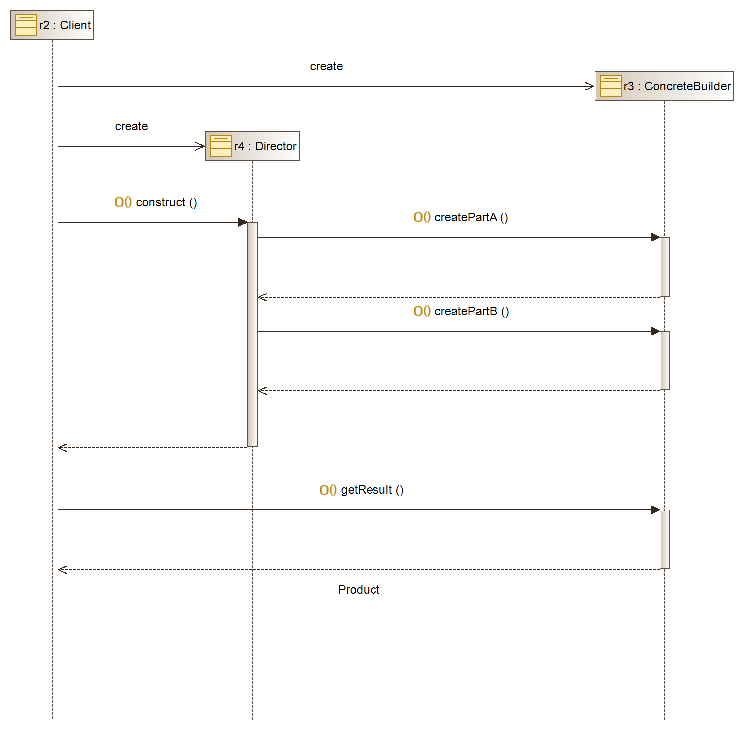 r2 : Client
create
r3 : ConcreteBuilder
create
r4 : Director
O() construct ()
O() createPartA ()
O() createPartB ()
O() getResult ()
Product